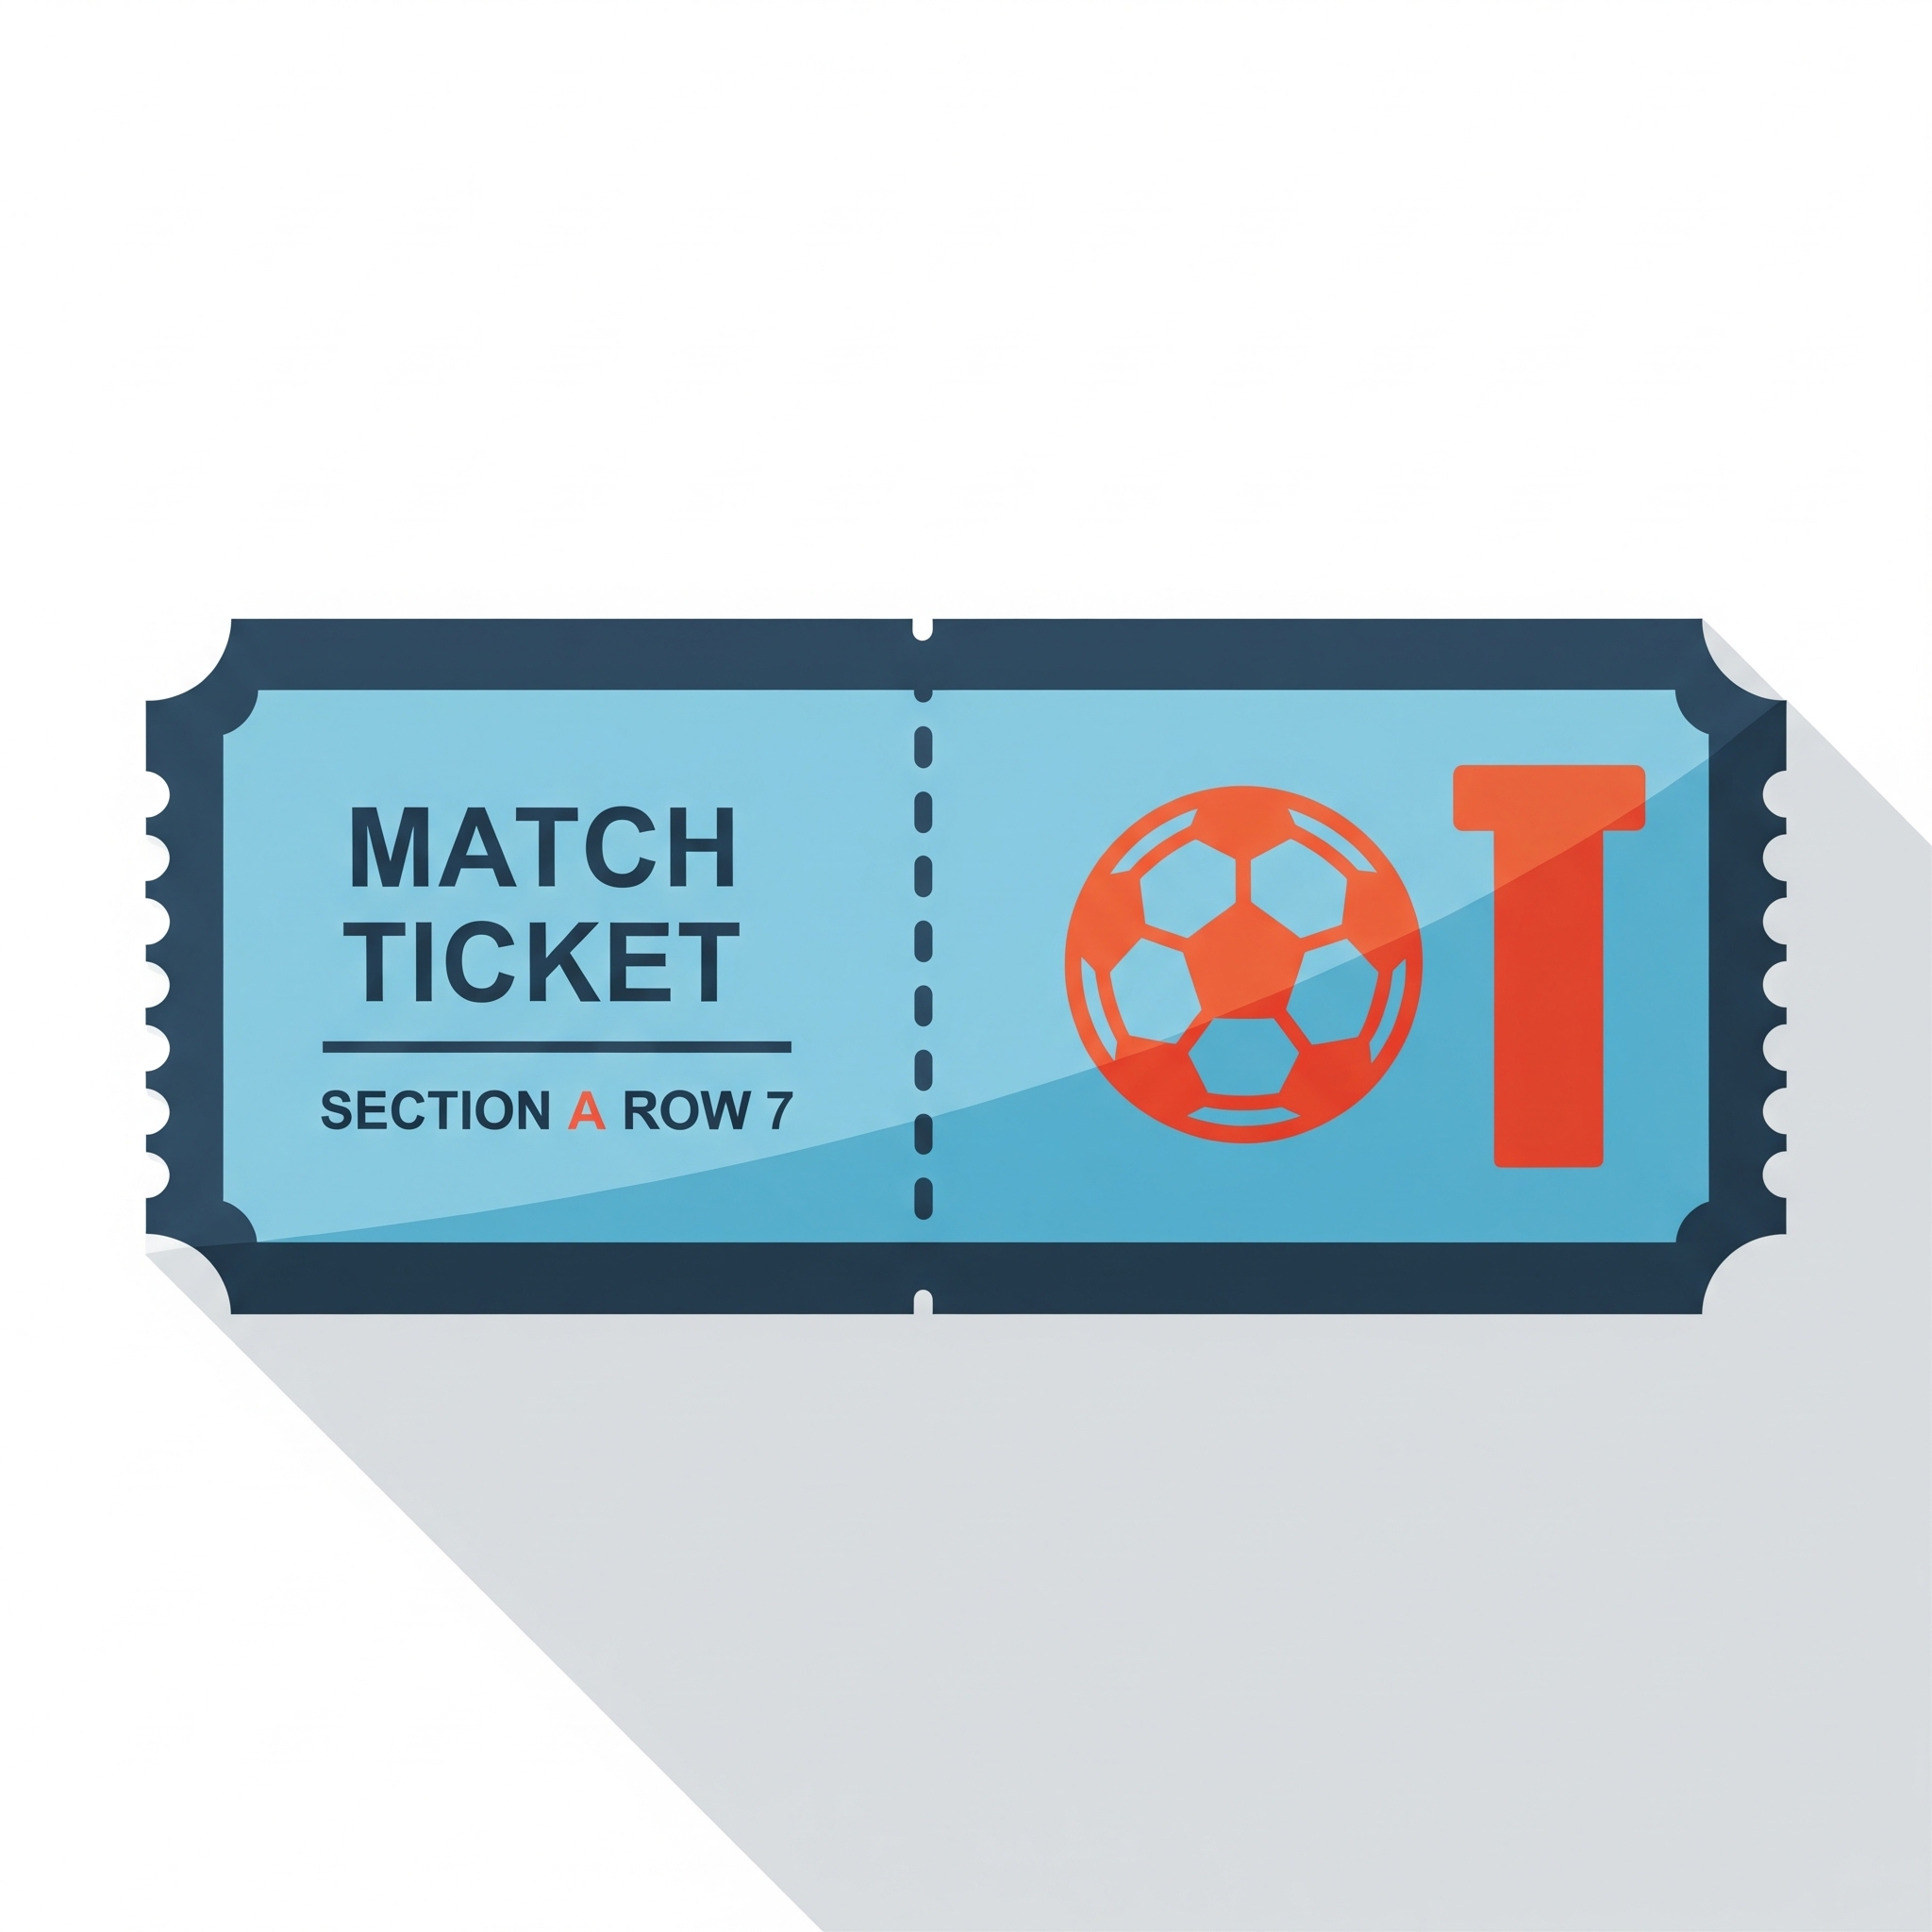 MATCH
TICKET
SECTION A ROW 7
T